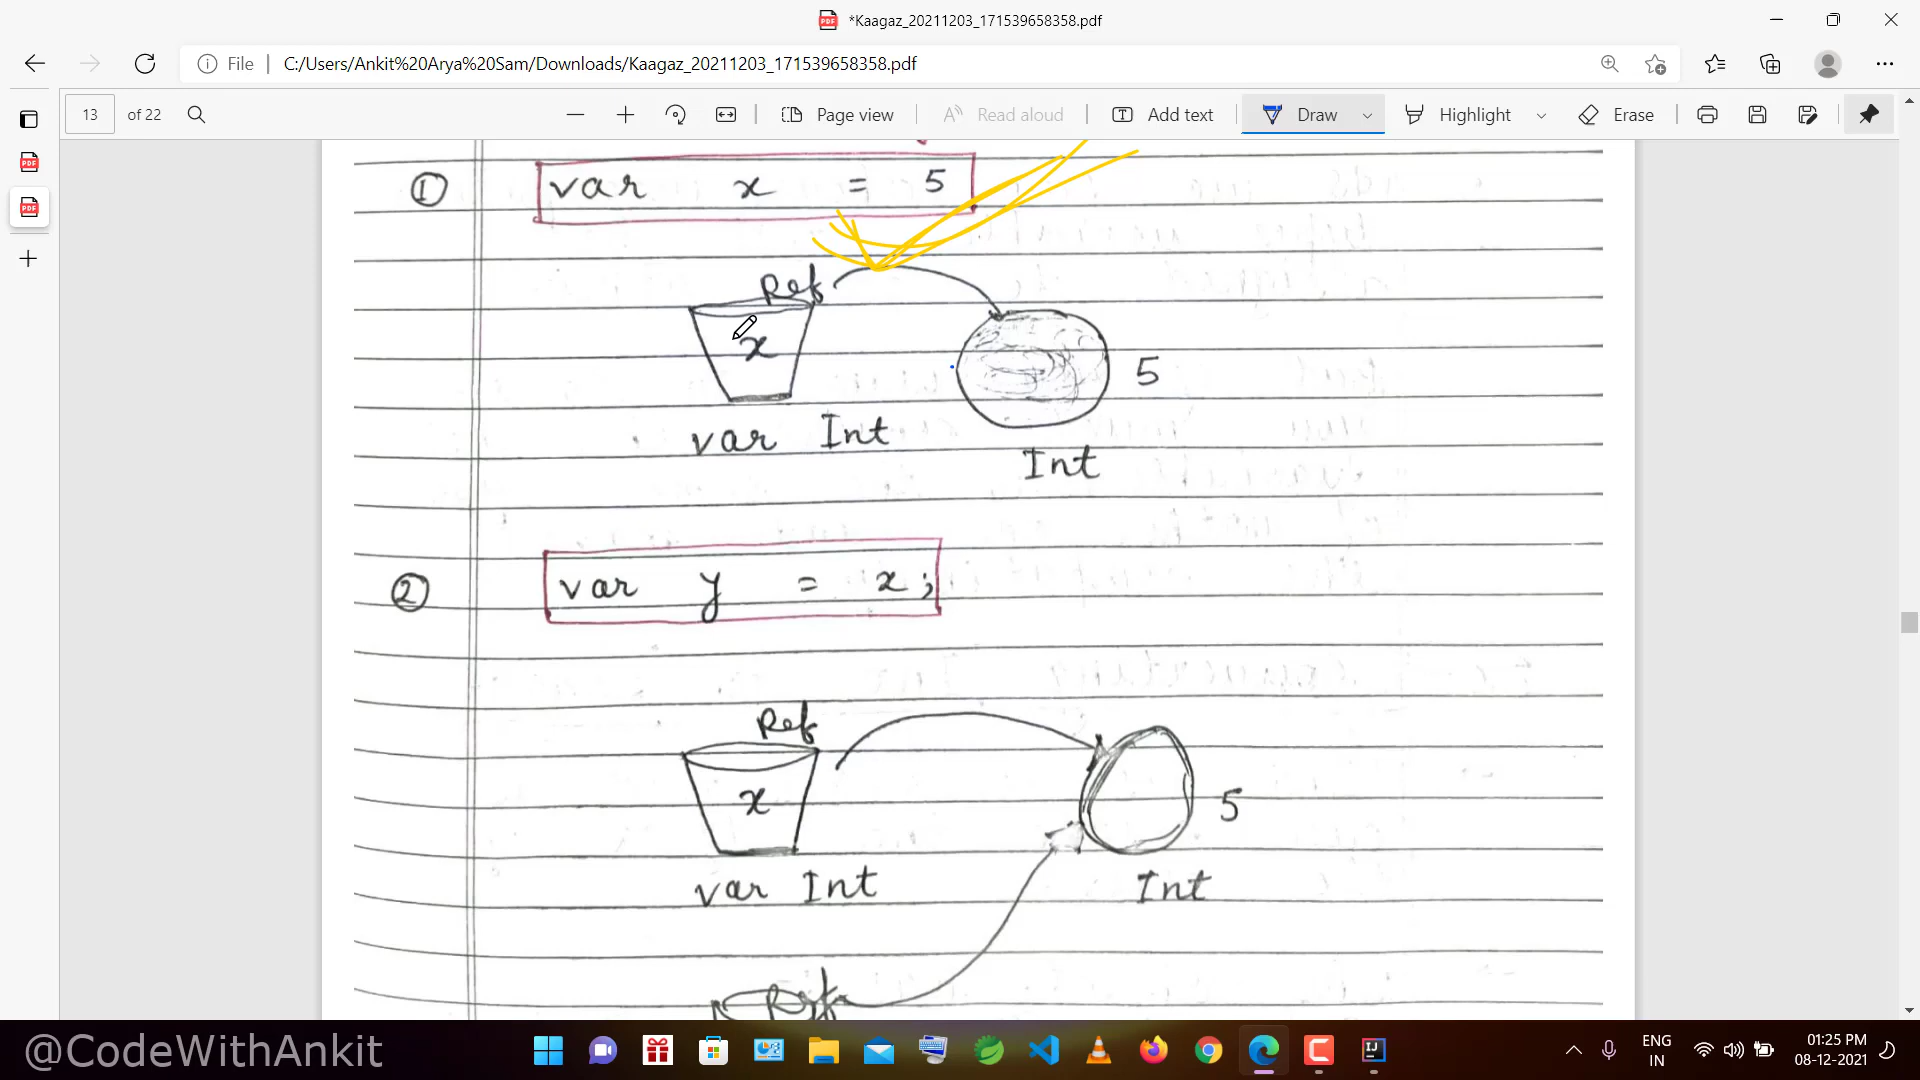 *Kaagaz_20211203_171539658358.pdf
File C:/Users/Ankit%20Arya%20Sam/Downloads/Kaagaz_20211203_171539658358.pdf
13 of 22 Page view Read aloud Add text Draw Highlight Erase
① var x = 5
Ref
x
5
var Int
Int
② var y = x;
Ref
x
5
var Int
Int
Ref
@CodeWithAnkit
ENG
IN
01:25 PM
08-12-2021